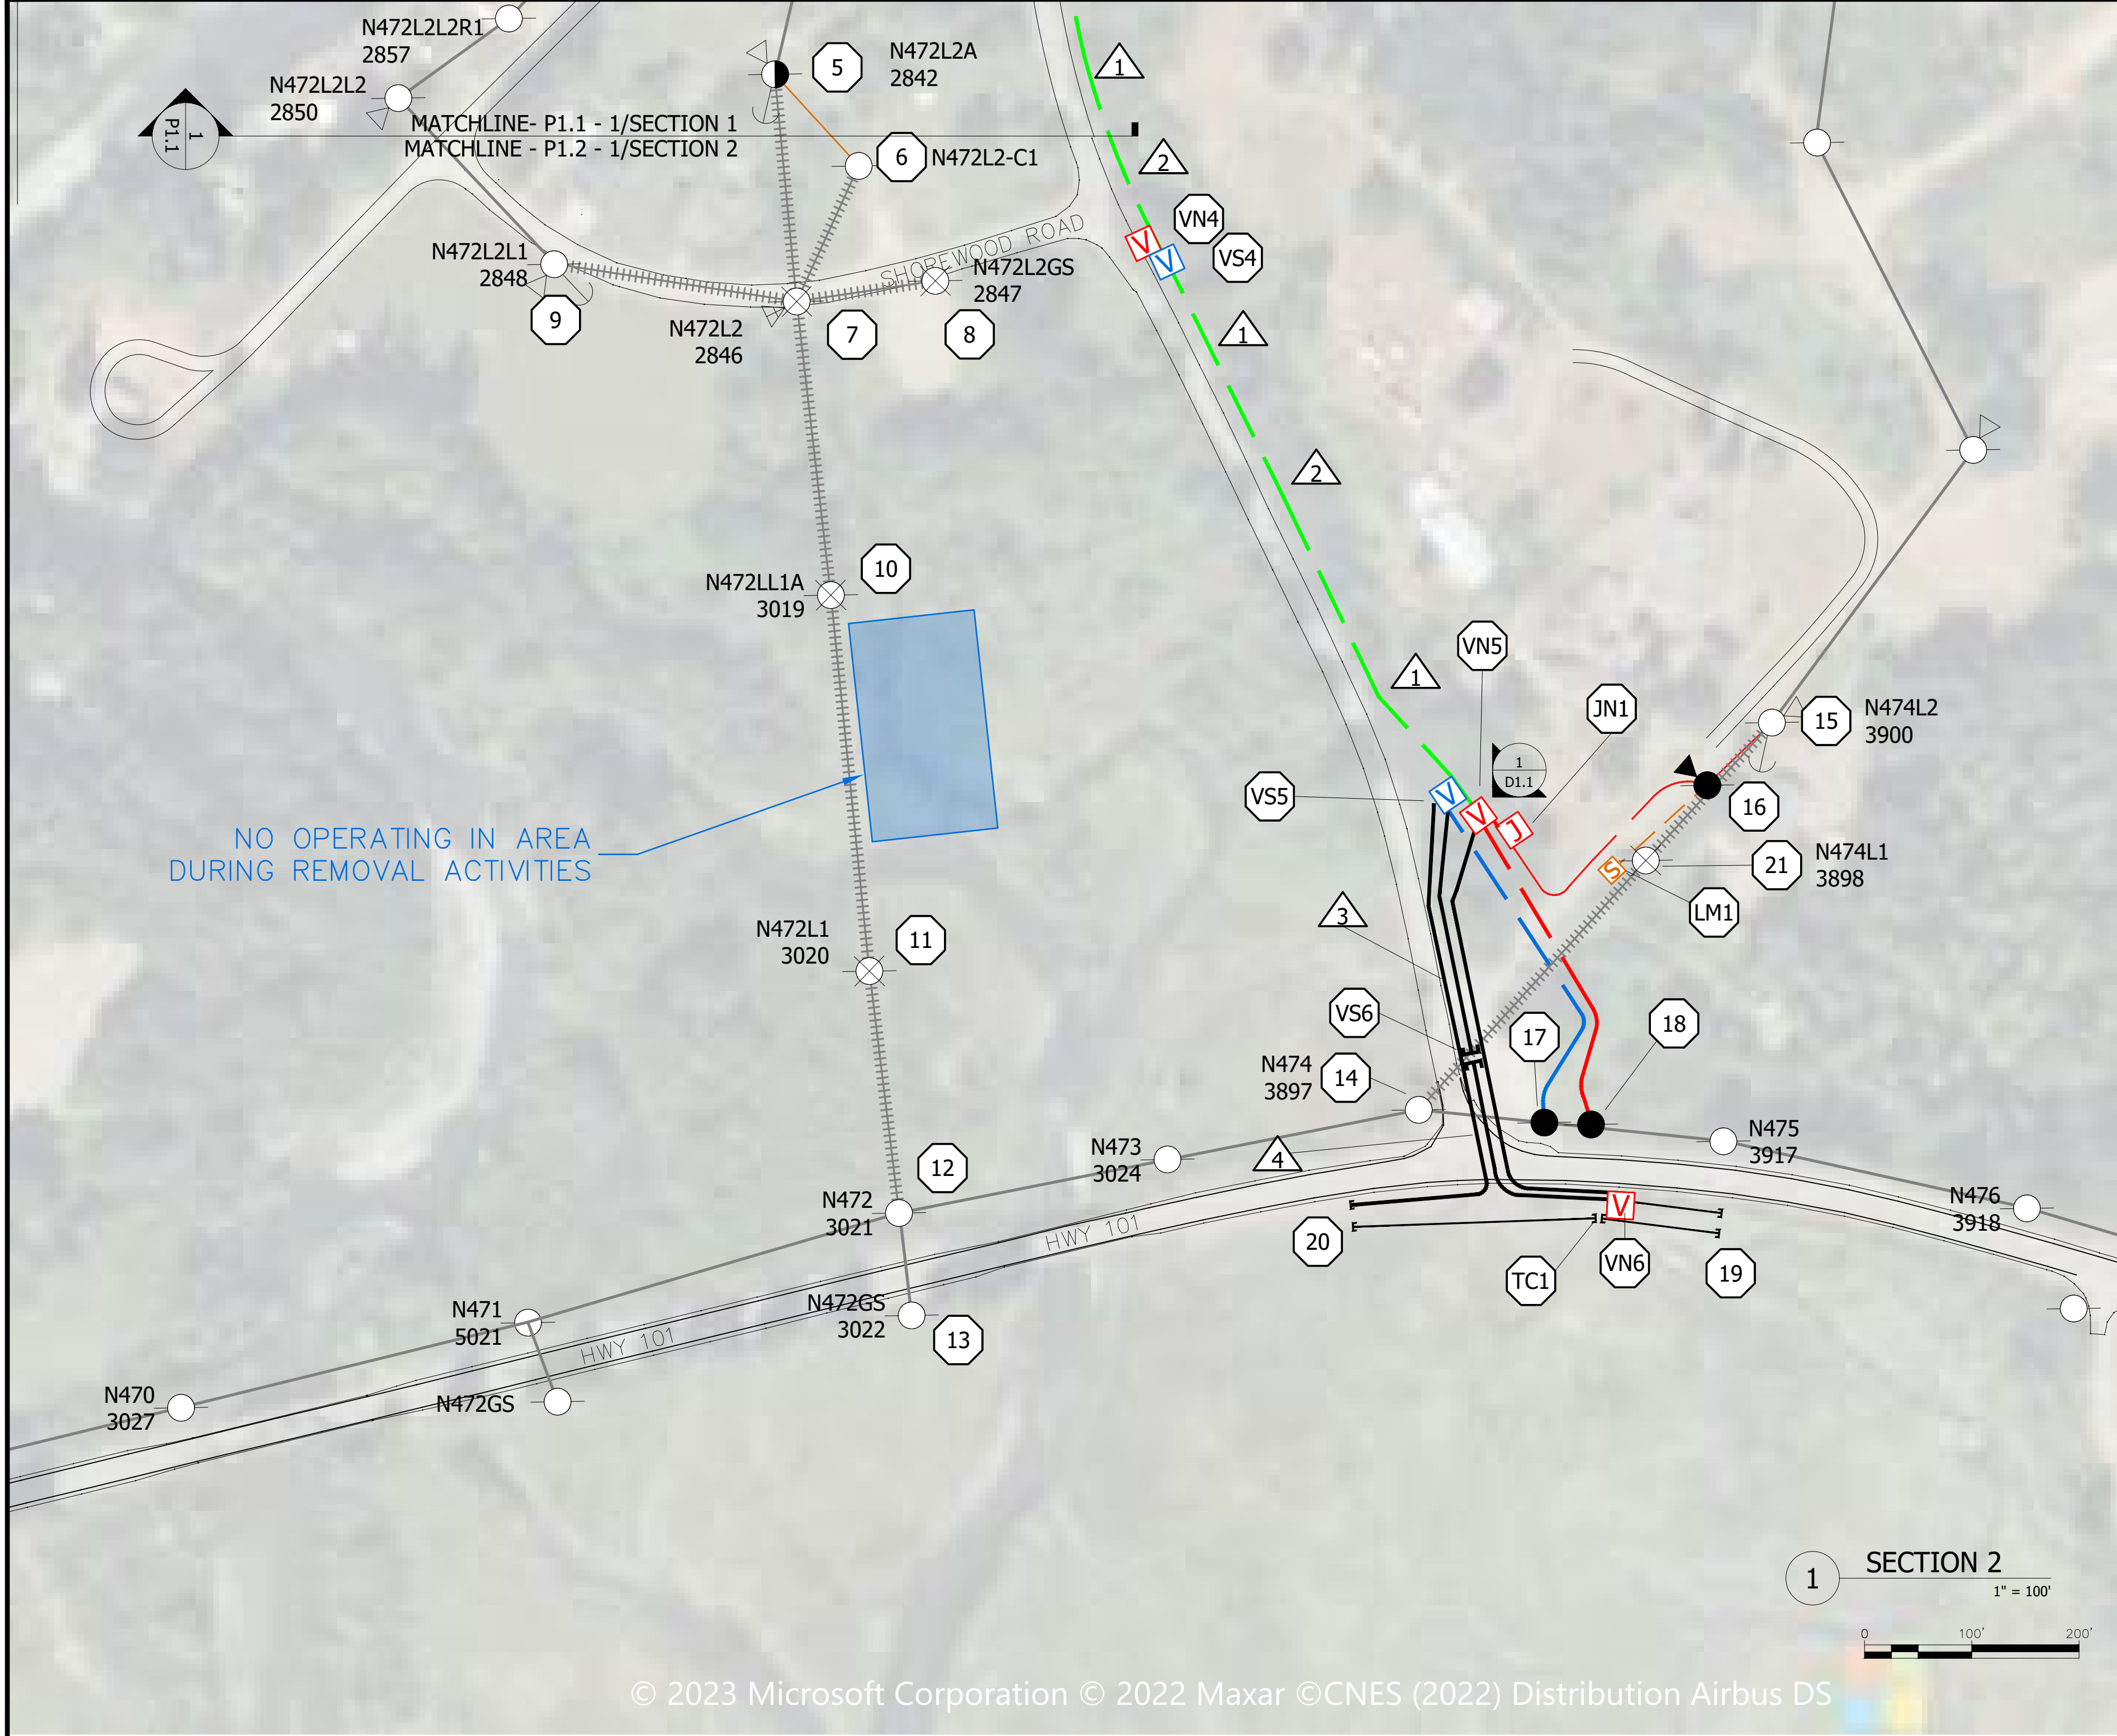 N472L2L2R1
2857
N472L2L2
2850
1
P1.1
MATCHLINE- P1.1 - 1/SECTION 1
MATCHLINE - P1.2 - 1/SECTION 2
5
N472L2A
2842
6
N472L2-C1
1
2
VN4
VS4
SHOREWOOD ROAD
N472L2L1
2848
9
N472L2
2846
7
8
N472L2GS
2847
V
V
1
2
N472LL1A
3019
10
NO OPERATING IN AREA
DURING REMOVAL ACTIVITIES
N472L1
3020
11
1
VN5
JN1
1
D1.1
VS5
V
V
J
15
N474L2
3900
16
S
21
N474L1
3898
LM1
3
VS6
17
18
N474
3897
14
N473
3024
4
N475
3917
12
N472
3021
N476
3918
V
20
TC1
VN6
19
HWY 101
N472GS
3022
13
N471
5021
HWY 101
N470
3027
N472GS
1
SECTION 2
1" = 100'
0 100' 200'
© 2023 Microsoft Corporation © 2022 Maxar ©CNES (2022) Distribution Airbus DS